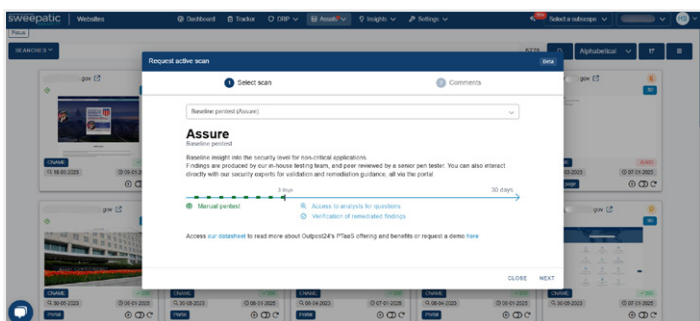 sweepatic Websites Dashboard Tracker DRP Assets Insights Settings Select a subscope HS
Focus
SEARCHES Alphabetical
Request active scan Beta
1 Select scan 2 Comments
.gov .gov
Baseline pentest (Assure)
Assure
Baseline pentest
Baseline insight into the security level for non-critical applications.
Findings are produced by our in-house testing team, and peer reviewed by a senior pen tester. You can also interact
directly with our security experts for validation and remediation guidance, all via the portal.
CNAME
3 days 30 days
Manual pentest Access to analysts for questions
Verification of remediated findings
gov gov
Access our datasheet to read more about Outpost24's PTaaS offering and benefits or request a demo here
CLOSE NEXT
CNAME CNAME CNAME CNAME